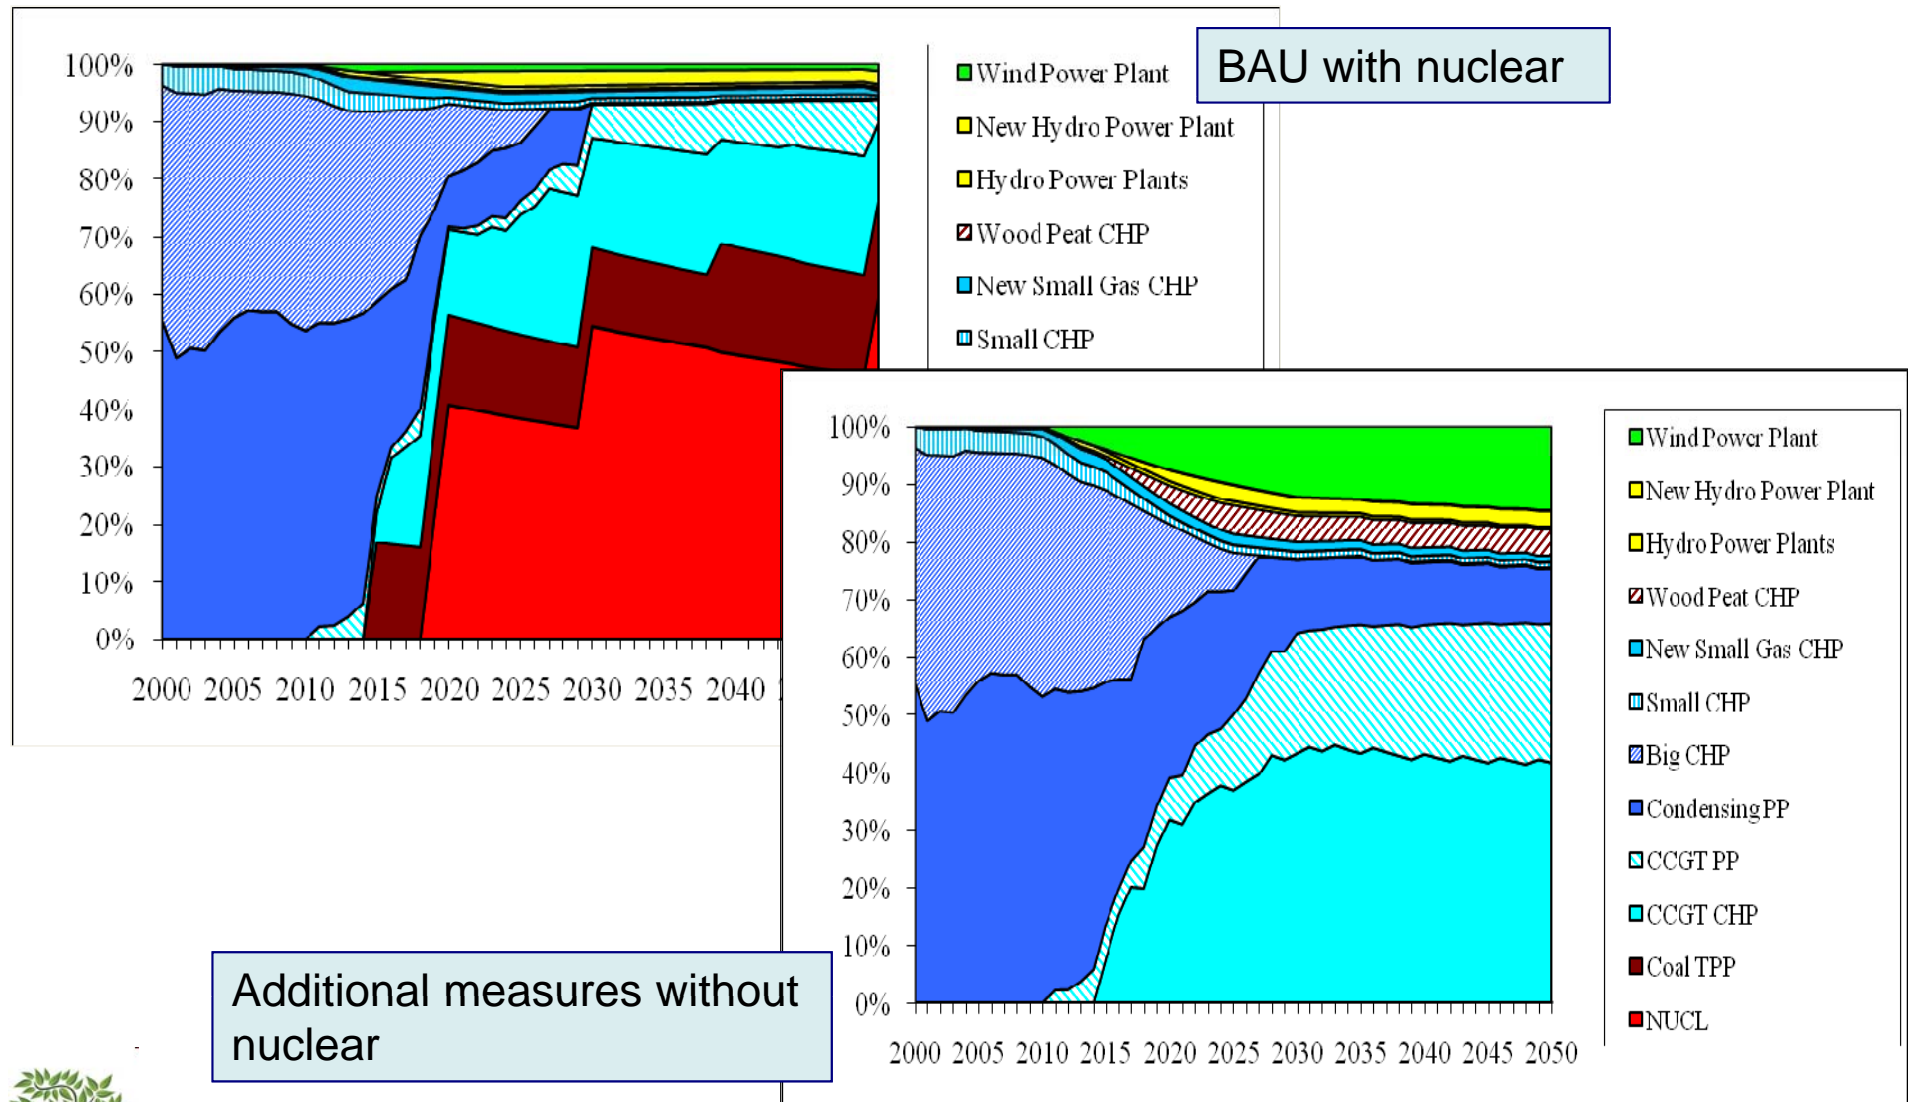 BAU with nuclear
100%
90%
80%
70%
60%
50%
40%
30%
20%
10%
0%
2000 2005 2010 2015 2020 2025 2030 2035 2040
Wind Power Plant
New Hydro Power Plant
Hydro Power Plants
Wood Peat CHP
New Small Gas CHP
Small CHP
100%
90%
80%
70%
60%
50%
40%
30%
20%
10%
0%
2000 2005 2010 2015 2020 2025 2030 2035 2040 2045 2050
Wind Power Plant
New Hydro Power Plant
Hydro Power Plants
Wood Peat CHP
New Small Gas CHP
Small CHP
Big CHP
Condensing PP
CCGT PP
CCGT CHP
Coal TPP
NUCL
Additional measures without
nuclear